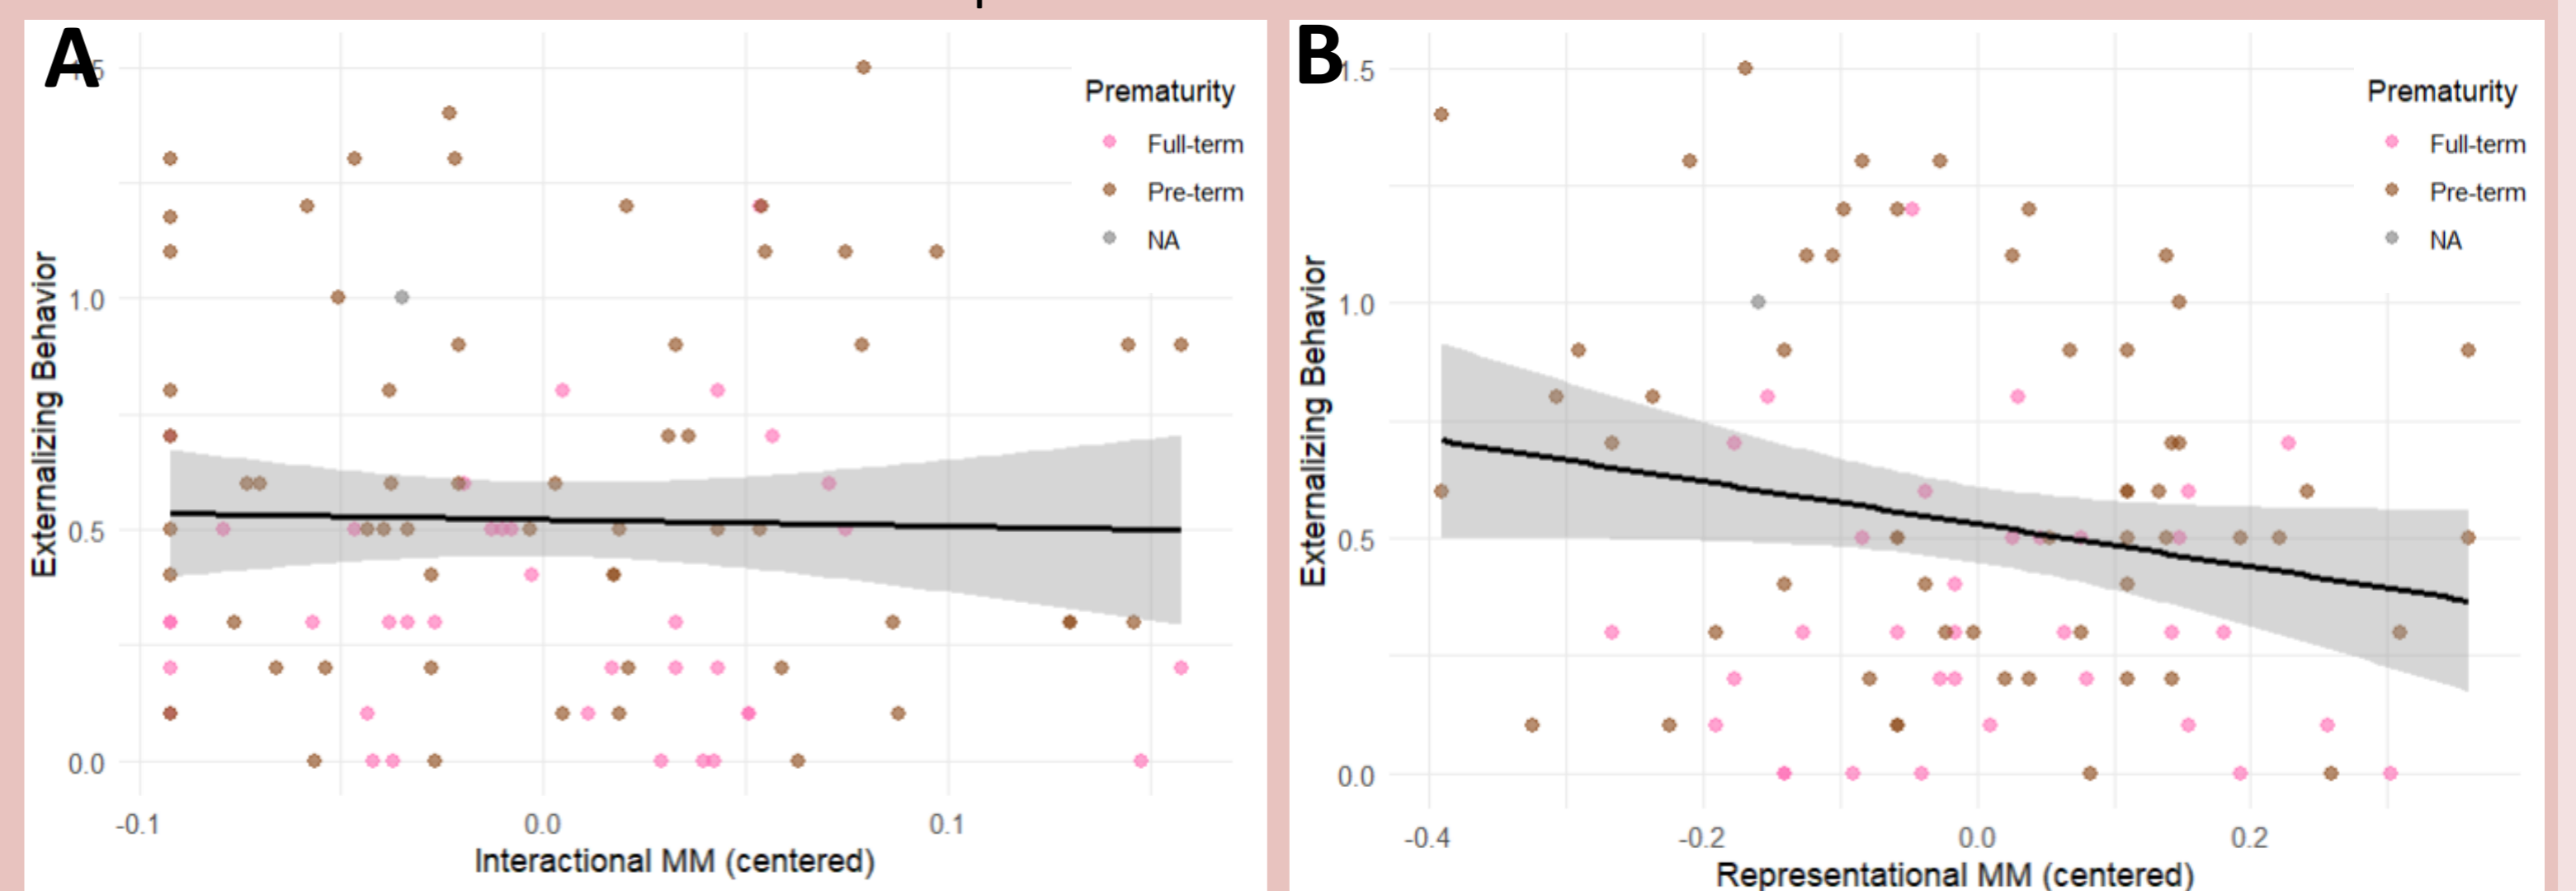 A
1.0
0.5
0.0
-0.1
0.0
0.1
Externalizing Behavior
Interactional MM (centered)
Prematurity
Full-term
Pre-term
NA
B
1.5
1.0
0.5
0.0
-0.4
-0.2
0.0
0.2
Externalizing Behavior
Representational MM (centered)
Prematurity
Full-term
Pre-term
NA